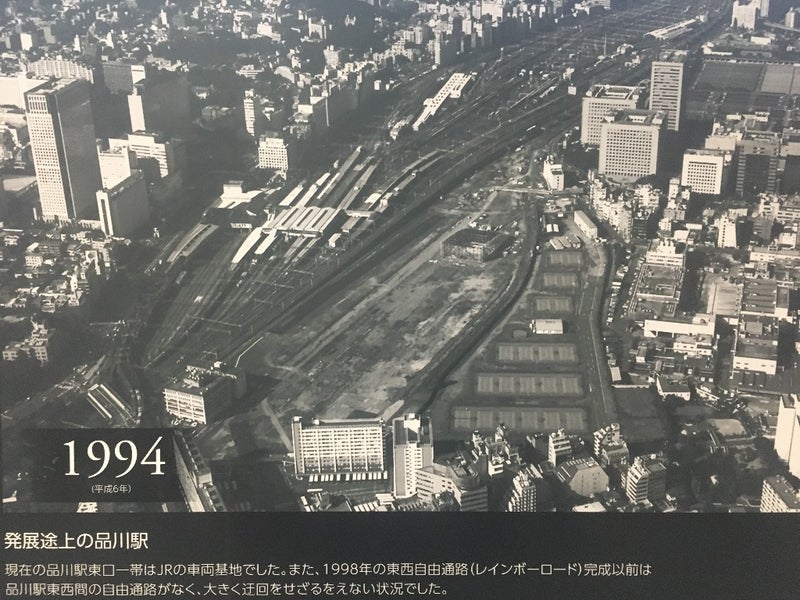 1994
(平成6年)
発展途上の品川駅
現在の品川駅東口一帯はJRの車両基地でした。また、1998年の東西自由通路(レインボーロード)完成以前は
品川駅東西間の自由通路がなく、大きく迂回をせざるをえない状況でした。